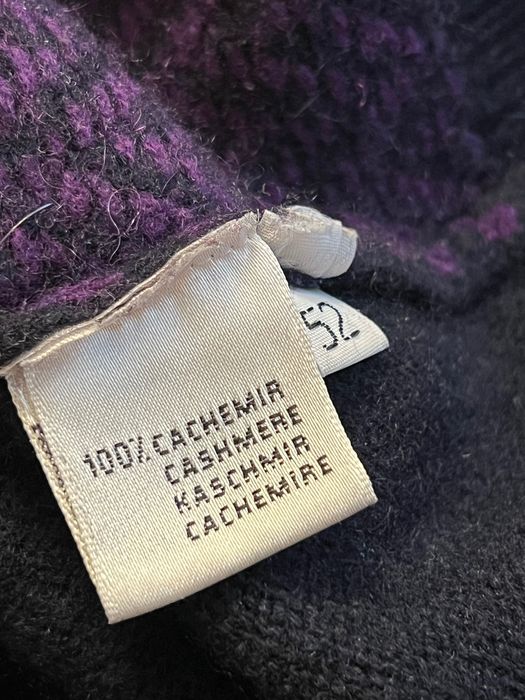 52
100% CACHEMIR
CASHMERE
KASCHMIR
CACHEMIRE